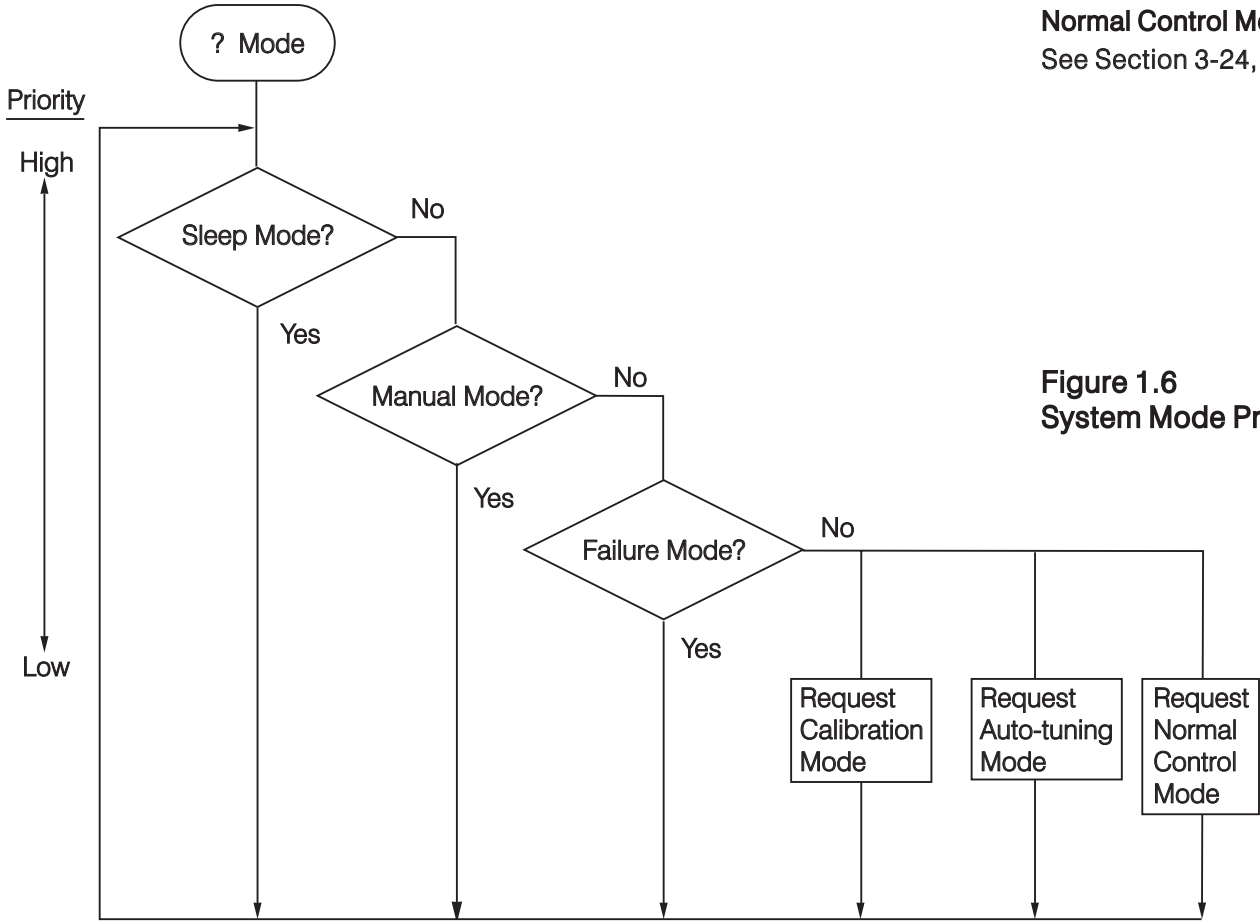 ? Mode
Normal Control Mo
See Section 3-24,
Priority
High
No
Sleep Mode?
Yes
No
Manual Mode?
Figure 1.6
System Mode Pr
Yes
No
Failure Mode?
Yes
Low
Request
Calibration
Mode
Request
Auto-tuning
Mode
Request
Normal
Control
Mode